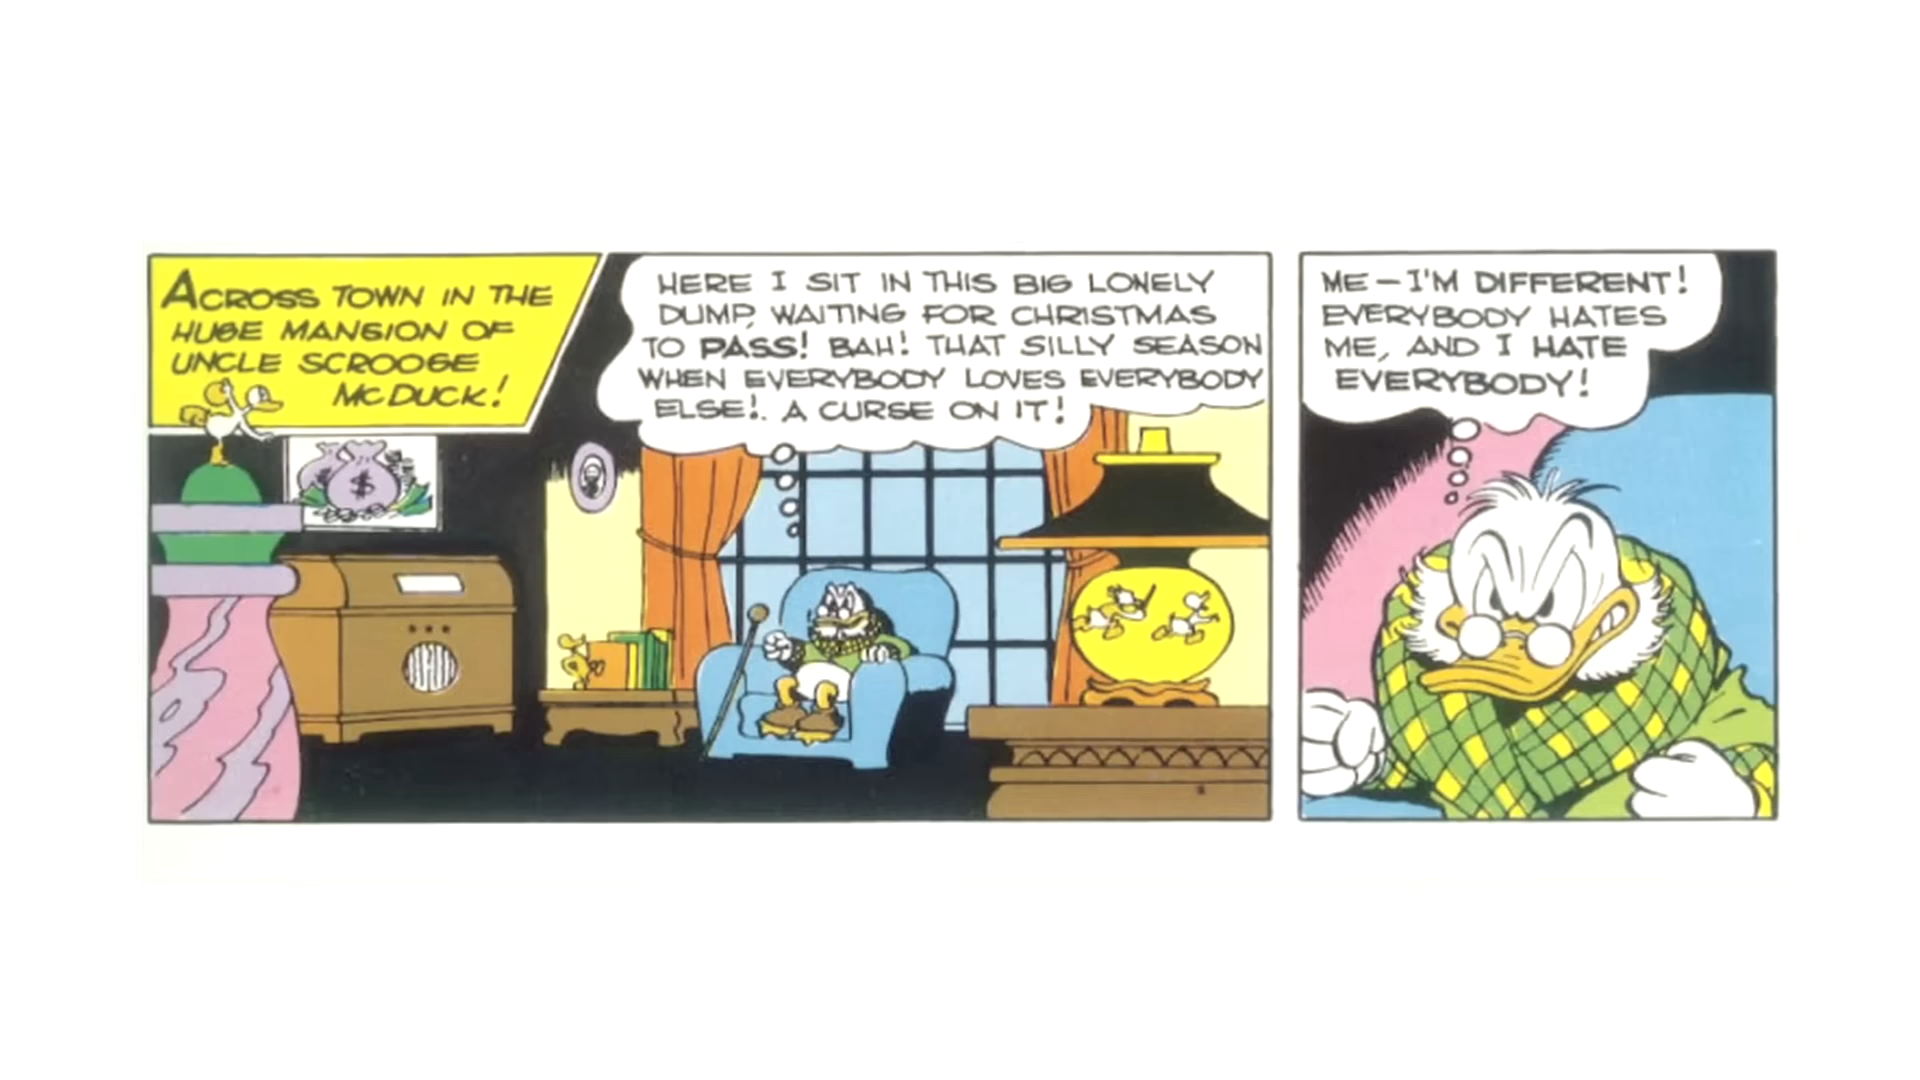 ACROSS TOWN IN THE
HUGE MANSION OF
UNCLE SCROOGE
McDUCK!
HERE I SIT IN THIS BIG LONELY
DUMP, WAITING FOR CHRISTMAS
TO PASS! BAH! THAT SILLY SEASON
WHEN EVERYBODY LOVES EVERYBODY
ELSE!. A CURSE ON IT!
$
ME—I'M DIFFERENT!
EVERYBODY HATES
ME, AND I HATE
EVERYBODY!